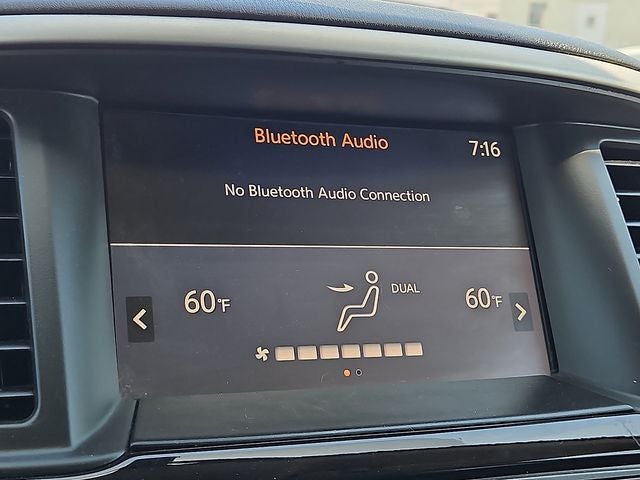 Bluetooth Audio
7:16
No Bluetooth Audio Connection
DUAL
60°F
60°F